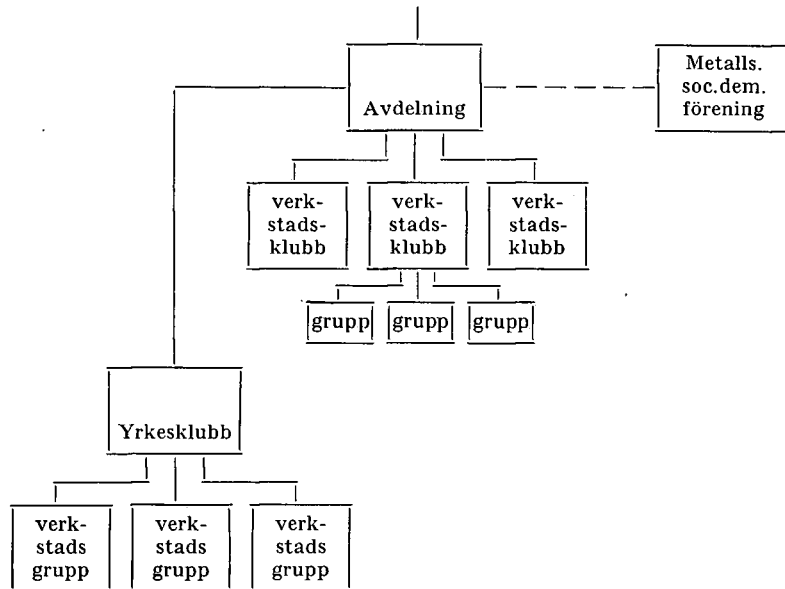 Avdelning
Metalls.
soc.dem.
förening
verk-
stads-
klubb
verk-
stads-
klubb
verk-
stads-
klubb
grupp
grupp
grupp
Yrkesklubb
verk-
stads
grupp
verk-
stads
grupp
verk-
stads
grupp